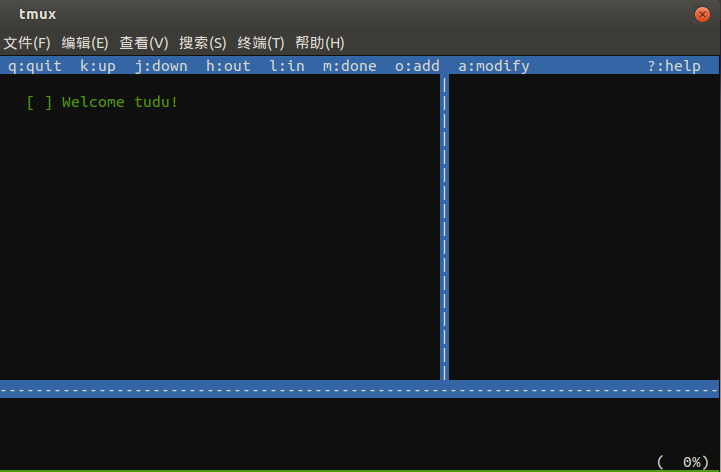 tmux
文件(F) 编辑(E) 查看(V) 搜索(S) 终端(T) 帮助(H)
q:quit k:up j:down h:out l:in m:done o:add a:modify ?:help
[ ] Welcome tudu!
( 0%)